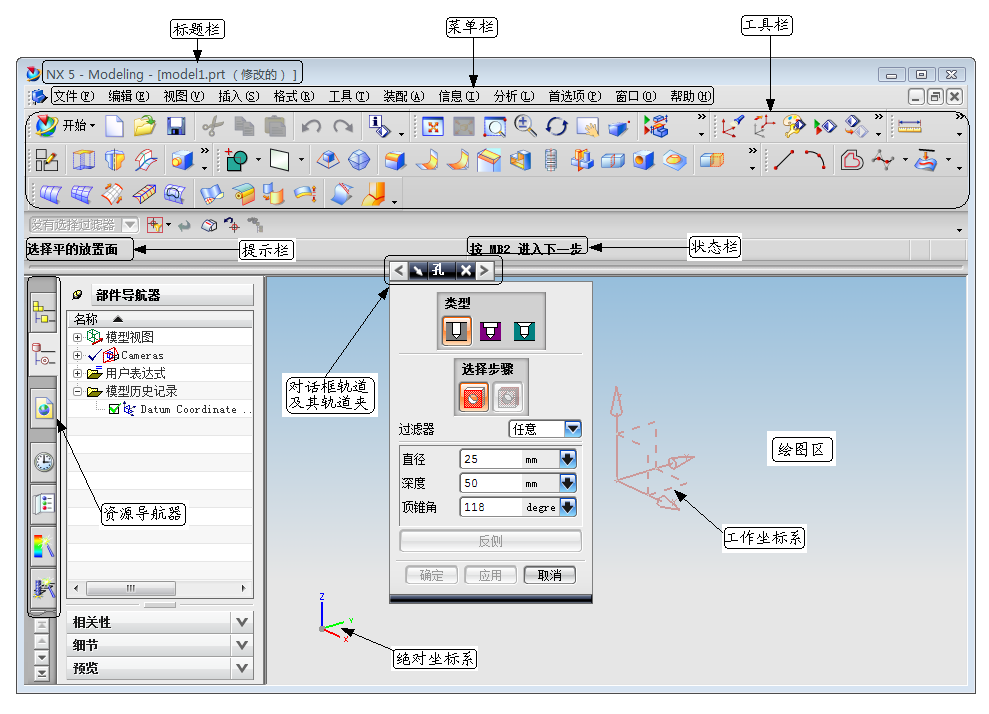 标题栏
菜单栏
工具栏
NX 5 - Modeling - [model1.prt （修改的） ]
文件(F) 编辑(E) 视图(V) 插入(S) 格式(R) 工具(T) 装配(A) 信息(I) 分析(L) 首选项(P) 窗口(O) 帮助(H)
开始
没有选择过滤器
选择平的放置面
提示栏
按 MB2 进入下一步
状态栏
孔
部件导航器
名称
模型视图
Cameras
用户表达式
模型历史记录
Datum Coordinate ..
类型
选择步骤
过滤器 任意
直径 25 mm
深度 50 mm
顶锥角 118 degre
反侧
确定 应用 取消
对话框轨道
及其轨道夹
绘图区
资源导航器
工作坐标系
相关性
细节
预览
Z
Y
X
绝对坐标系